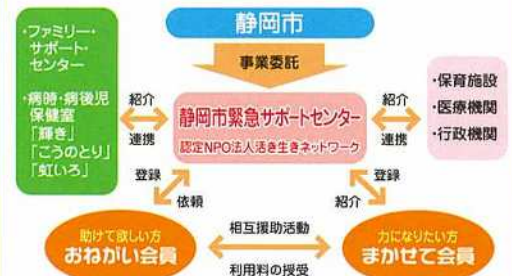 静岡市
事業委託
・ファミリー・
サポート・
センター
・病時・病後児
保健室
「輝き」
「こうのとり」
「虹いろ」
紹介
連携
静岡市緊急サポートセンター
認定NPO法人活き生きネットワーク
紹介
連携
・保育施設
・医療機関
・行政機関
登録
依頼
登録
紹介
助けて欲しい方
おねがい会員
相互援助活動
利用料の授受
力になりたい方
まかせて会員